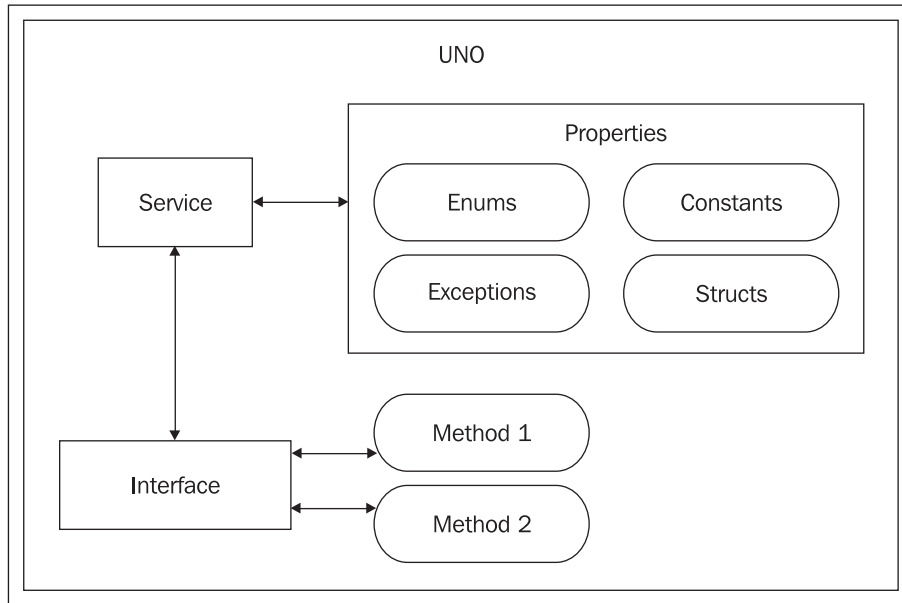 UNO
Properties
Service
Enums
Constants
Exceptions
Structs
Method 1
Interface
Method 2